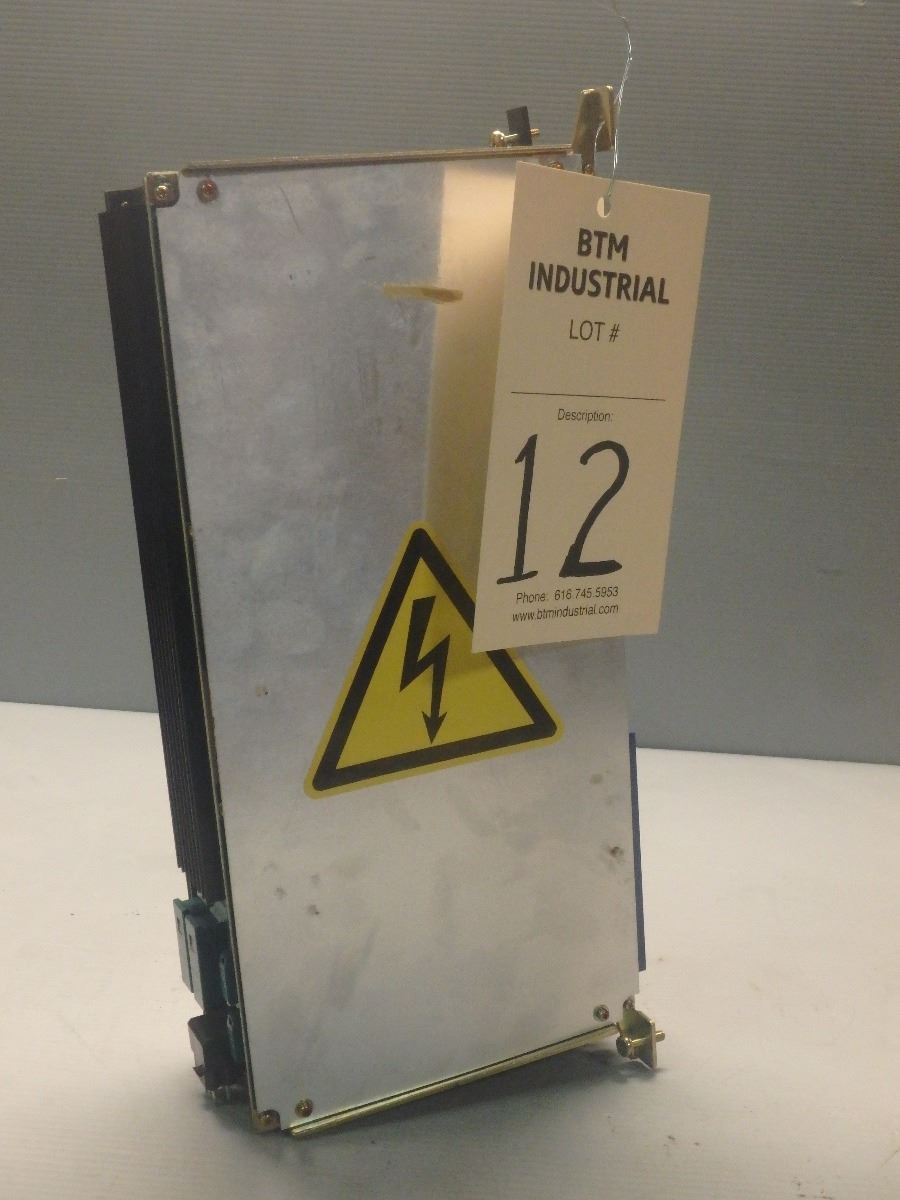 BTM
INDUSTRIAL
LOT #
Description:
12
Phone: 616.745.5953
www.btmindustrial.com